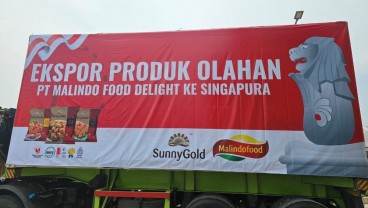 EKSPOR PRODUK OLAHAN
PT MALINDO FOOD DELIGHT KE SINGAPURA
SunnyGold
Malindofood